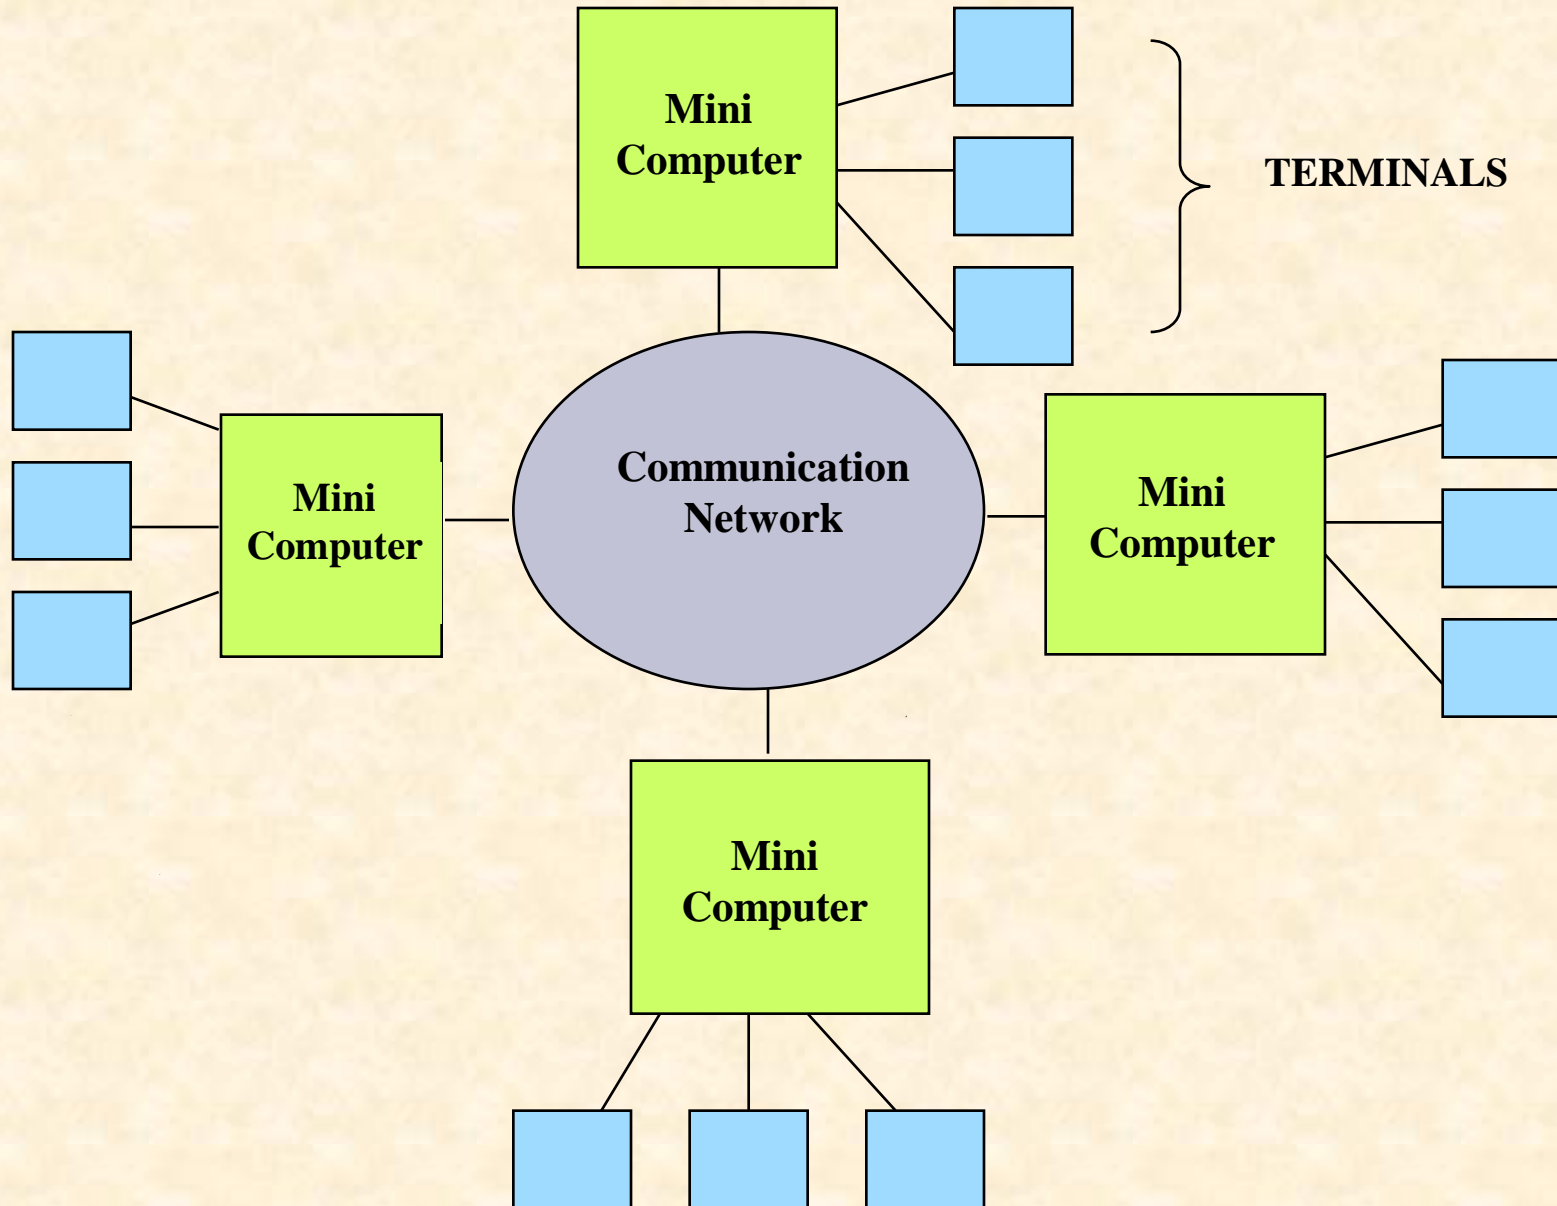 Mini
Computer
TERMINALS
Communication
Network
Mini
Computer
Mini
Computer
Mini
Computer